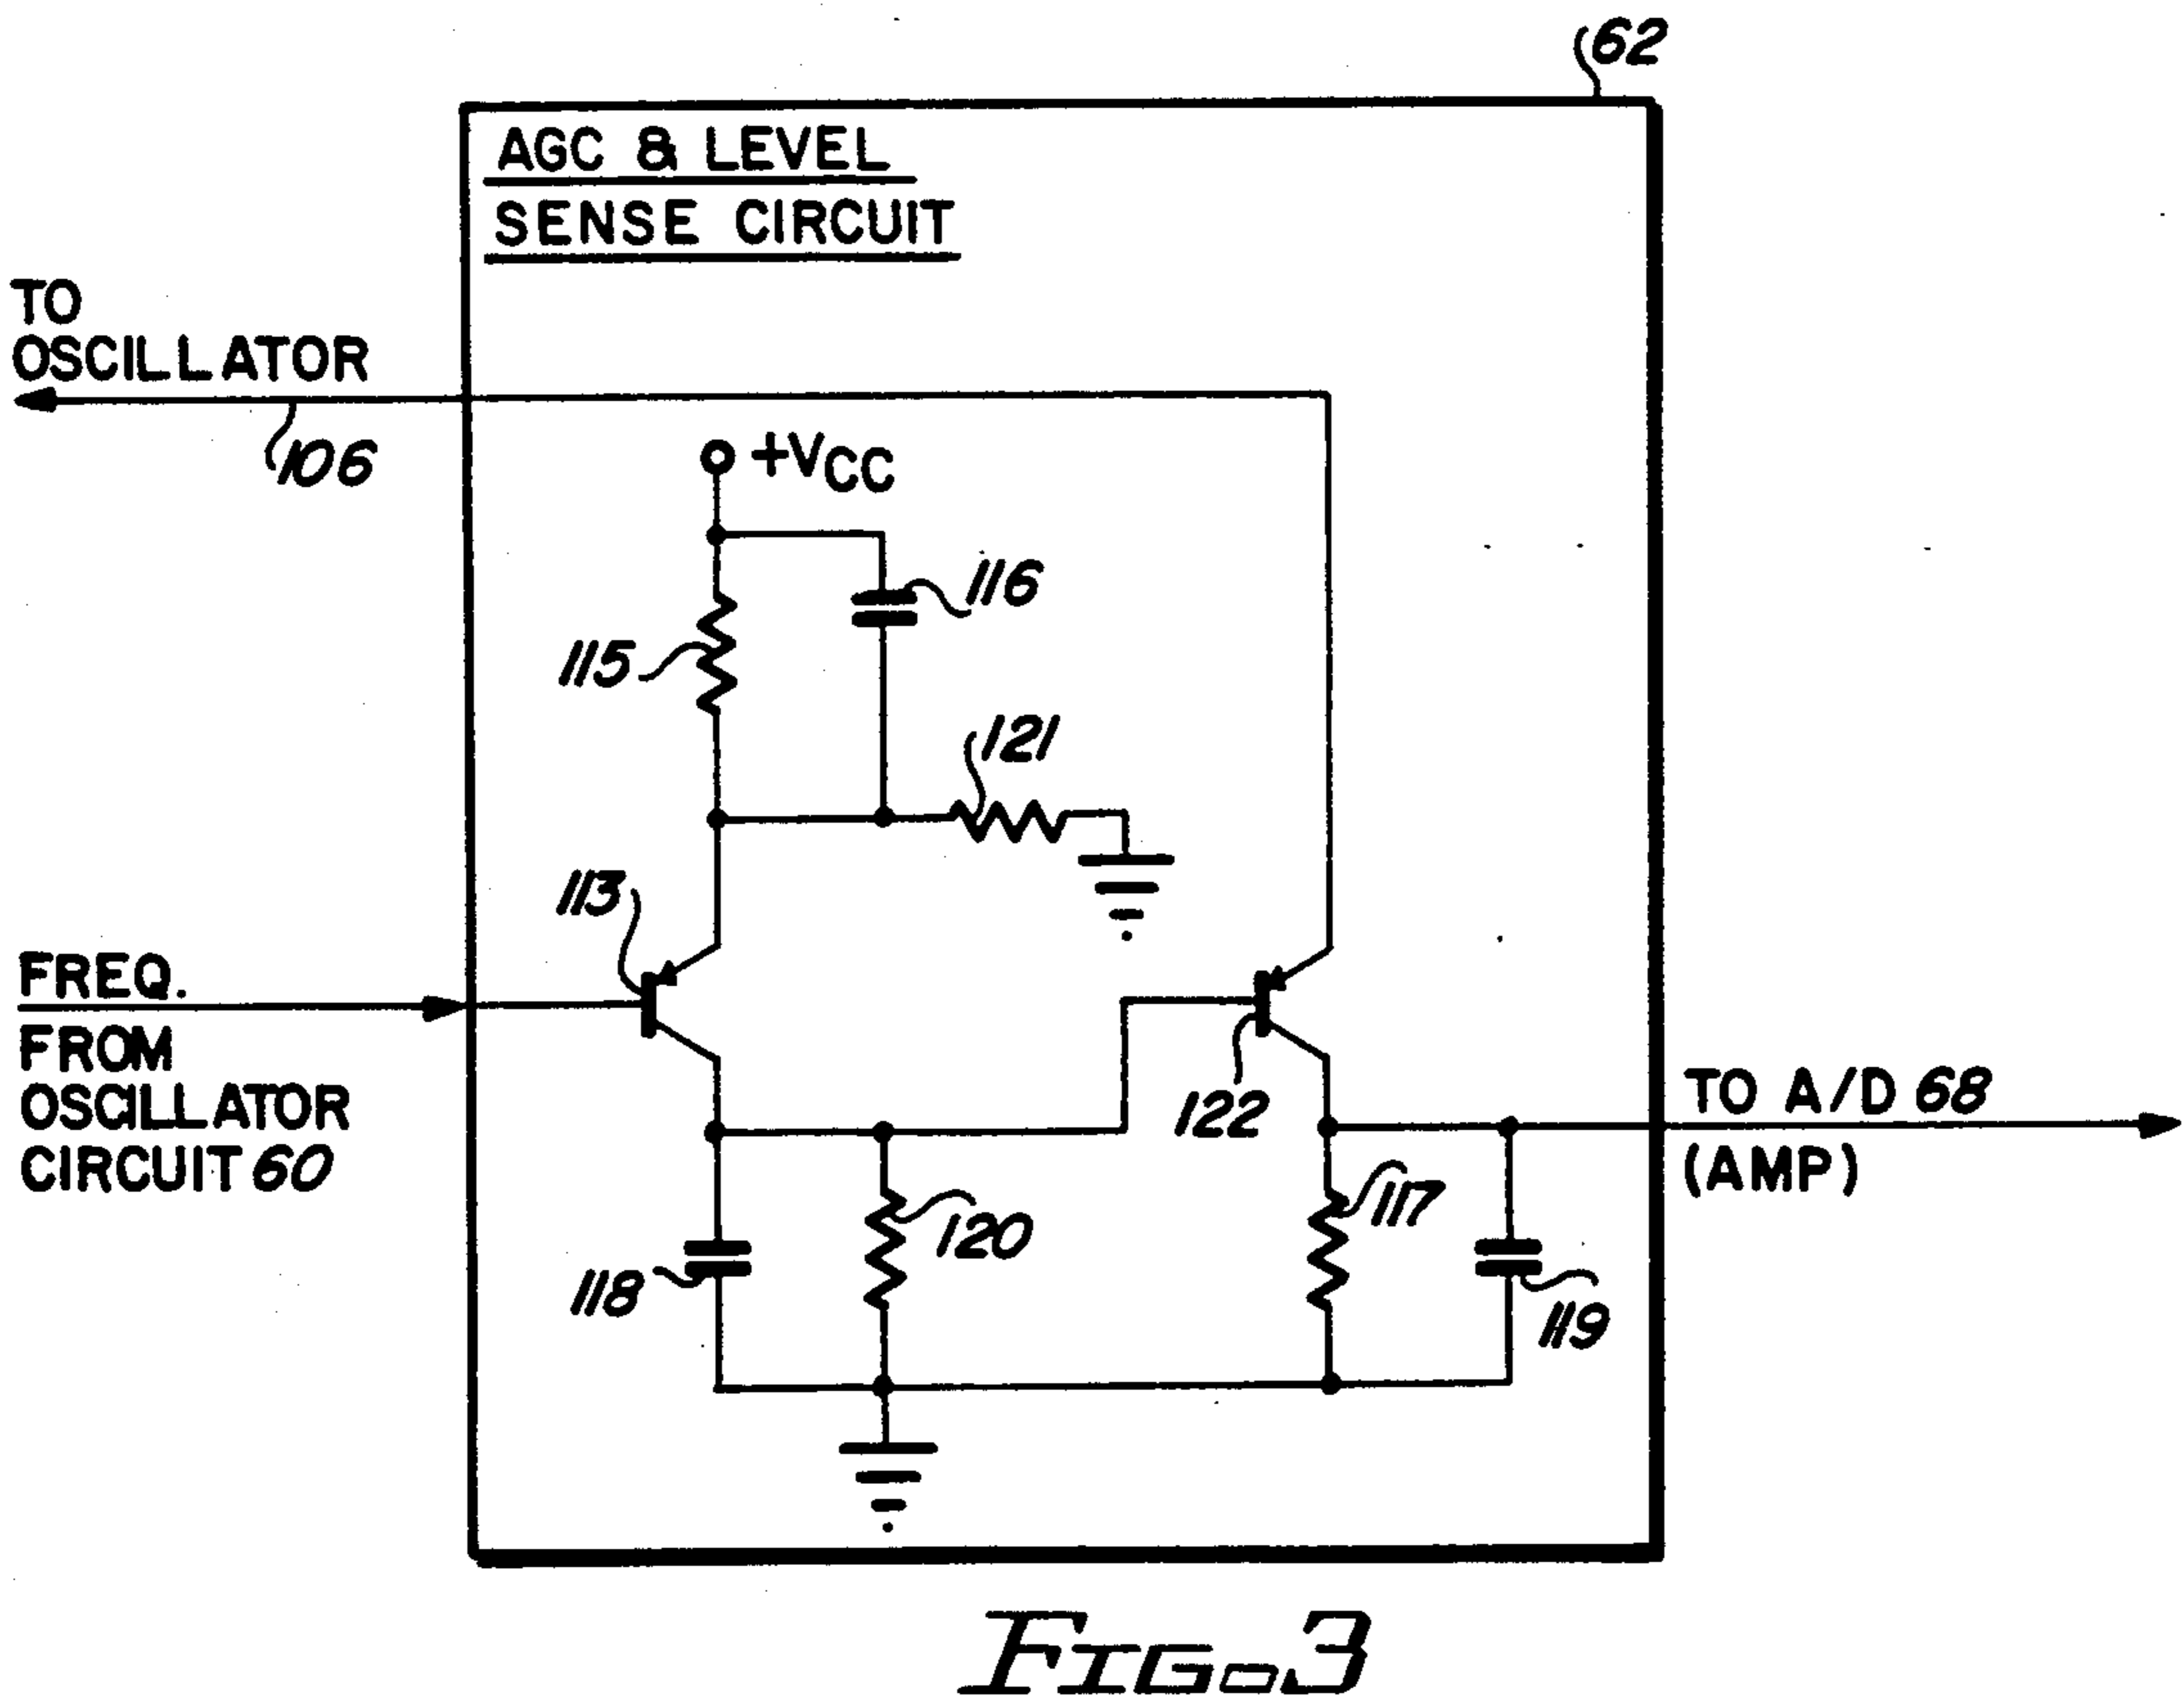 62
AGC & LEVEL
SENSE CIRCUIT
TO
OSCILLATOR
106
+VCC
116
115
121
113
FREQ.
FROM
OSCILLATOR
CIRCUIT 60
122
TO A/D 68
(AMP)
117
120
118
119
FIG. 3